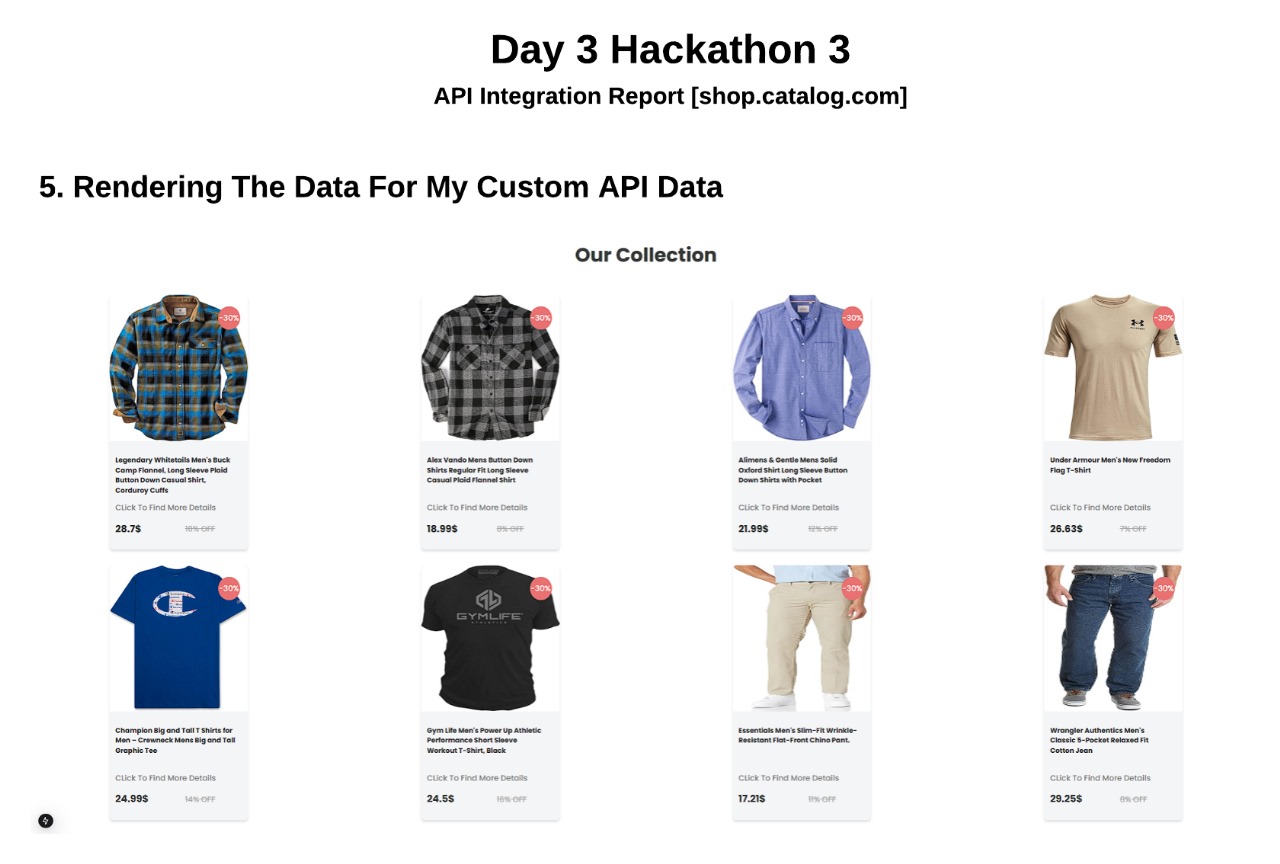 Day 3 Hackathon 3
API Integration Report [shop.catalog.com]
5. Rendering The Data For My Custom API Data
Our Collection
-30%
Legendary Whitetails Men's Buck
Camp Flannel, Long Sleeve Plaid
Button Down Casual Shirt,
Corduroy Cuffs
CLick To Find More Details
28.7$ 10% OFF
-30%
Alex Vando Mens Button Down
Shirts Regular Fit Long Sleeve
Casual Plaid Flannel Shirt
CLick To Find More Details
18.99$ 8% OFF
-30%
Alimens & Gentle Mens Solid
Oxford Shirt Long Sleeve Button
Down Shirts with Pocket
CLick To Find More Details
21.99$ 12% OFF
-30%
Under Armour Men's New Freedom
Flag T-Shirt
CLick To Find More Details
26.63$ 7% OFF
-30%
Champion Big and Tall T Shirts for
Men – Crewneck Mens Big and Tall
Graphic Tee
CLick To Find More Details
24.99$ 14% OFF
-30%
GYMLIFE
ATHLETICS
Gym Life Men's Power Up Athletic
Performance Short Sleeve
Workout T-Shirt, Black
CLick To Find More Details
24.5$ 16% OFF
-30%
Essentials Men's Slim-Fit Wrinkle-
Resistant Flat-Front Chino Pant.
CLick To Find More Details
17.21$ 11% OFF
-30%
Wrangler Authentics Men's
Classic 5-Pocket Relaxed Fit
Cotton Jean
CLick To Find More Details
29.25$ 8% OFF